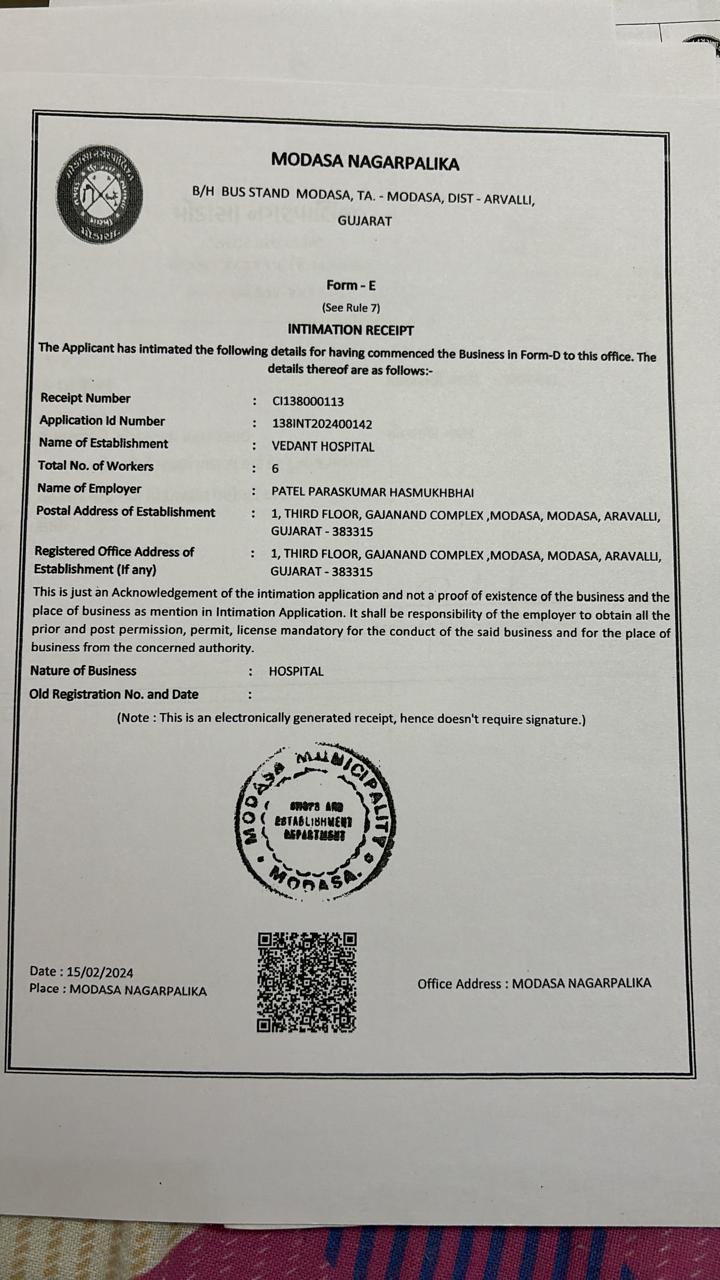 MODASA NAGARPALIKA
B/H BUS STAND MODASA, TA. - MODASA, DIST - ARVALLI,
GUJARAT
Form - E
(See Rule 7)
INTIMATION RECEIPT
The Applicant has intimated the following details for having commenced the Business in Form-D to this office. The
details thereof are as follows:-
Receipt Number : CI138000113
Application Id Number : 138INT202400142
Name of Establishment : VEDANT HOSPITAL
Total No. of Workers : 6
Name of Employer : PATEL PARASKUMAR HASMUKHBHAI
Postal Address of Establishment : 1, THIRD FLOOR, GAJANAND COMPLEX ,MODASA, MODASA, ARAVALLI,
GUJARAT - 383315
Registered Office Address of : 1, THIRD FLOOR, GAJANAND COMPLEX ,MODASA, MODASA, ARAVALLI,
Establishment (If any) GUJARAT - 383315
This is just an Acknowledgement of the intimation application and not a proof of existence of the business and the
place of business as mention in Intimation Application. It shall be responsibility of the employer to obtain all the
prior and post permission, permit, license mandatory for the conduct of the said business and for the place of
business from the concerned authority.
Nature of Business : HOSPITAL
Old Registration No. and Date :
(Note : This is an electronically generated receipt, hence doesn't require signature.)
MODASA MUNICIPALITY
SHOPS AND
ESTABLISHMENT
DEPARTMENT
MODASA.
Date : 15/02/2024
Place : MODASA NAGARPALIKA
Office Address : MODASA NAGARPALIKA